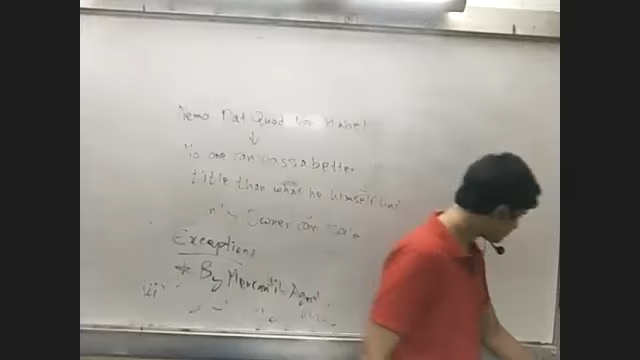 Nemo Dat Quod Non Habet
No one can pass a better
title than what he himself has
Only Owner can sale
Exceptions
* By Mercantile Agent.